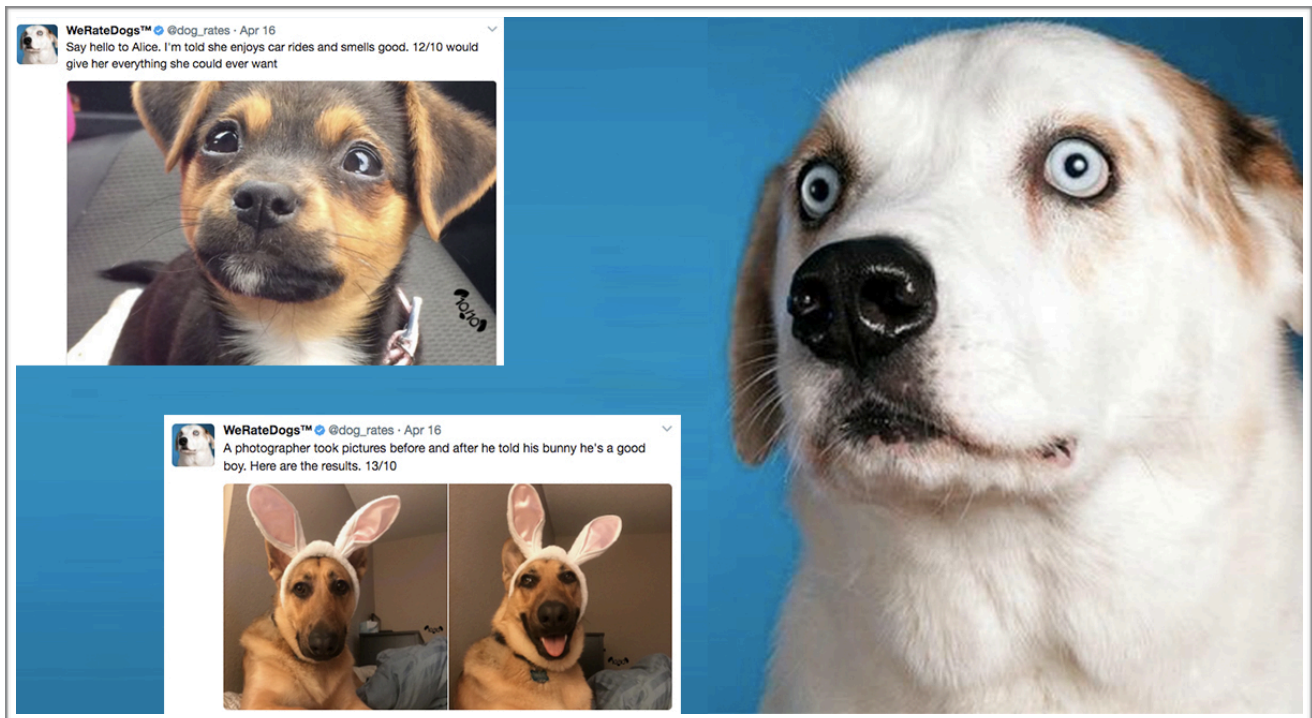 WeRateDogs™ @dog_rates · Apr 16
Say hello to Alice. I'm told she enjoys car rides and smells good. 12/10 would
give her everything she could ever want
10/10
WeRateDogs™ @dog_rates · Apr 16
A photographer took pictures before and after he told his bunny he's a good
boy. Here are the results. 13/10